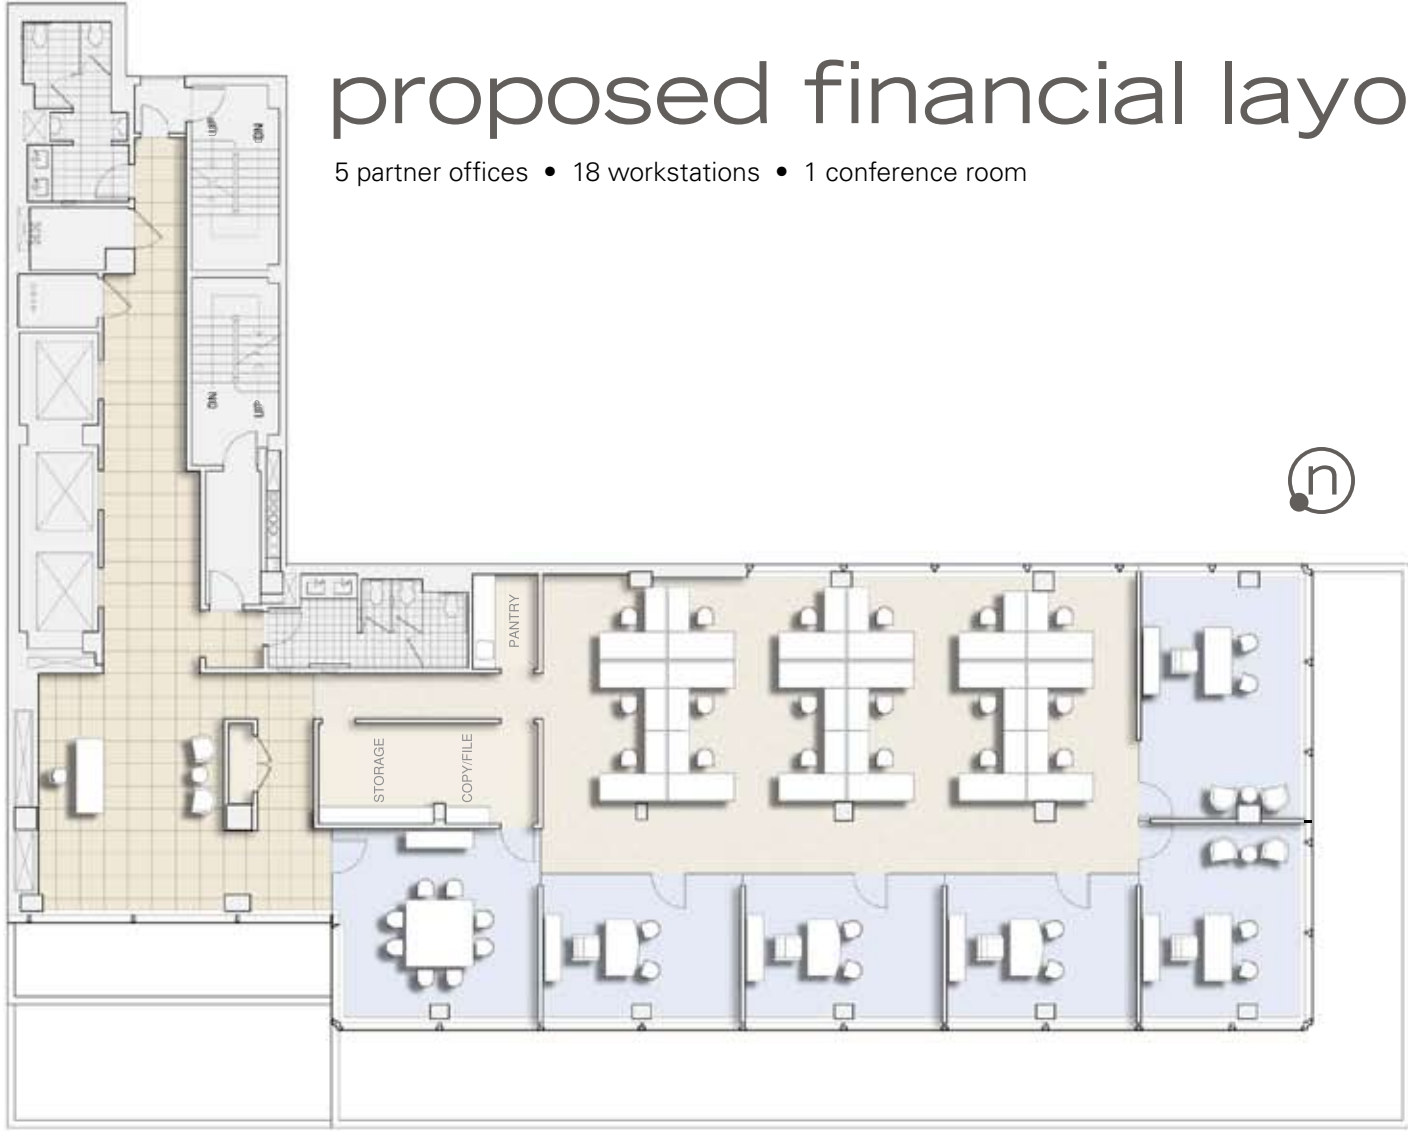 proposed financial layo
5 partner offices • 18 workstations • 1 conference room
UP
DN
DN
UP
n
PANTRY
STORAGE
COPY/FILE